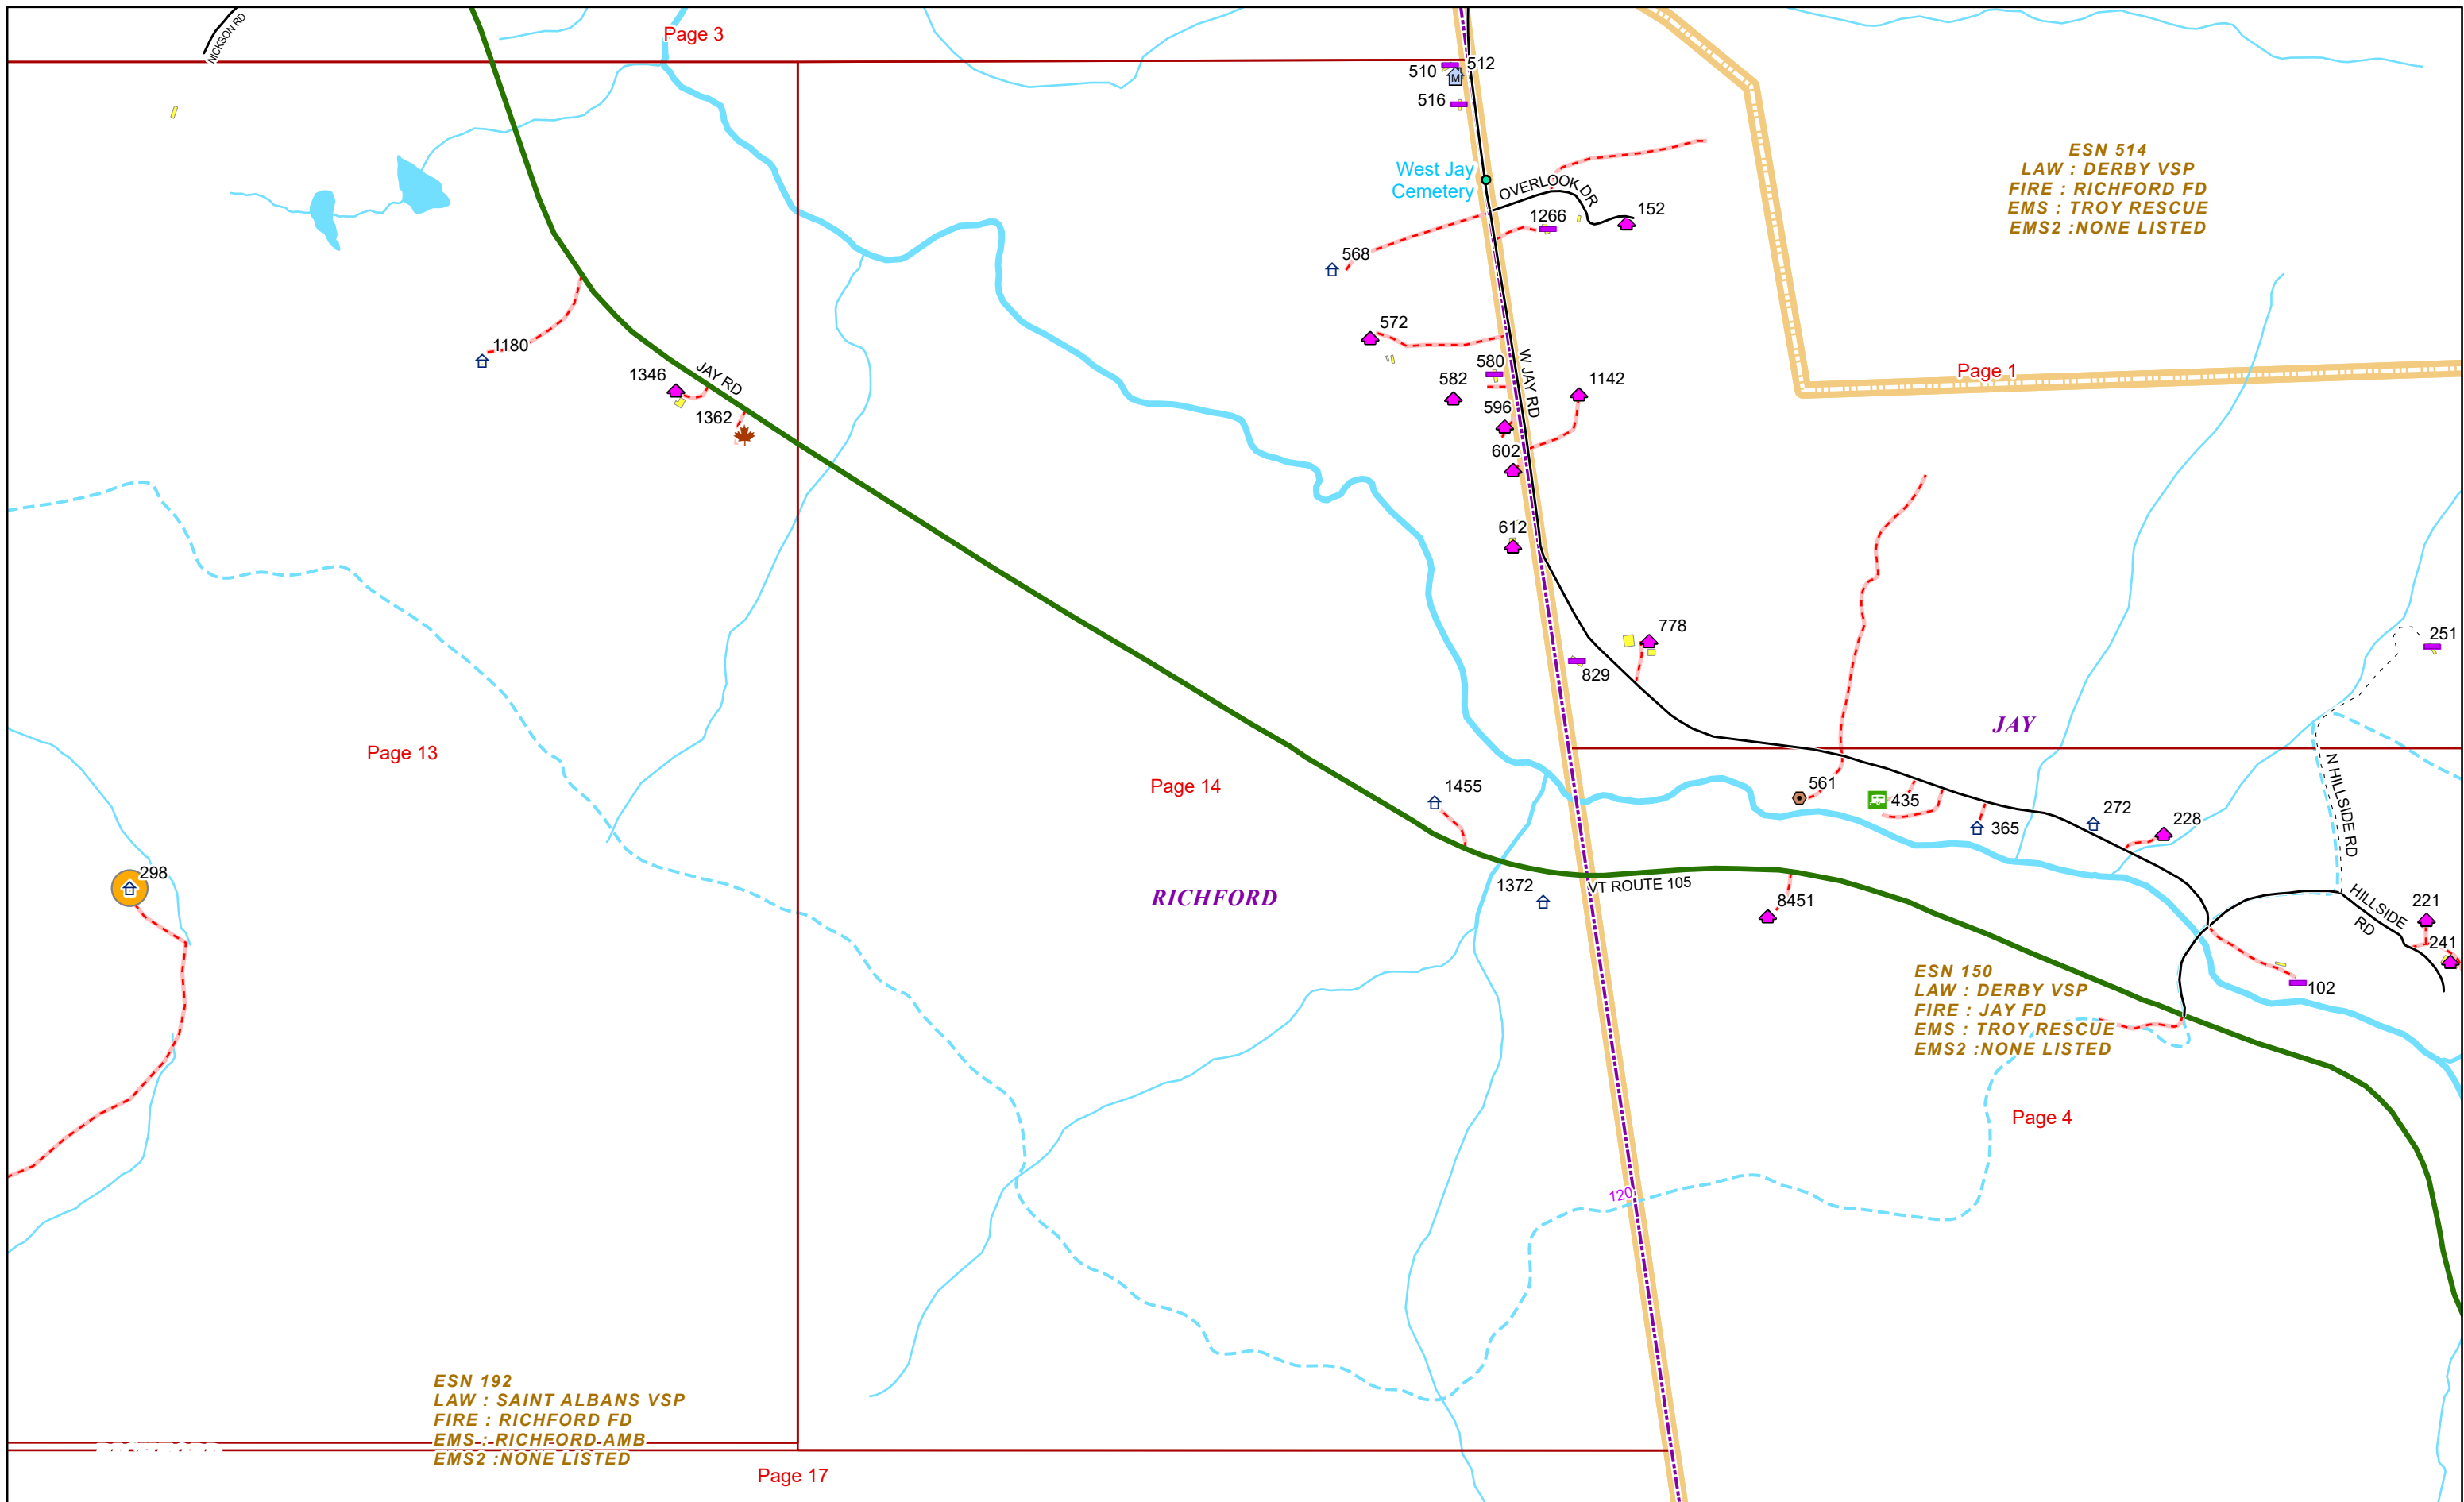 NICKSON RD
Page 3
510
512
M
516
West Jay
Cemetery
OVERLOOK DR
1266
152
568
ESN 514
LAW : DERBY VSP
FIRE : RICHFORD FD
EMS : TROY RESCUE
EMS2 :NONE LISTED
1180
572
580
W JAY RD
Page 1
1346
JAY RD
582
1142
1362
596
602
612
778
829
251
JAY
Page 13
Page 14
N HILLSIDE RD
1455
561
435
365
272
228
298
1372
VT ROUTE 105
8451
RICHFORD
HILLSIDE
RD
221
241
102
ESN 150
LAW : DERBY VSP
FIRE : JAY FD
EMS : TROY RESCUE
EMS2 :NONE LISTED
Page 4
120
ESN 192
LAW : SAINT ALBANS VSP
FIRE : RICHFORD FD
EMS : RICHFORD AMB
EMS2 :NONE LISTED
Page 17